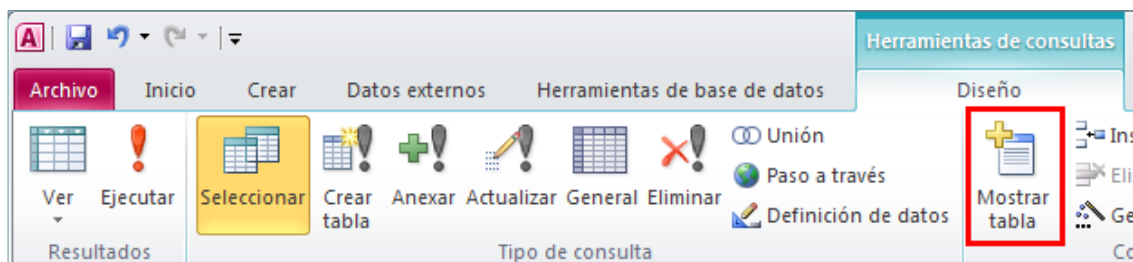 Herramientas de consultas
Archivo Inicio Crear Datos externos Herramientas de base de datos Diseño
Unión
Paso a través
Ver Ejecutar Seleccionar Crear tabla Anexar Actualizar General Eliminar
Definición de datos
Mostrar tabla
Resultados Tipo de consulta